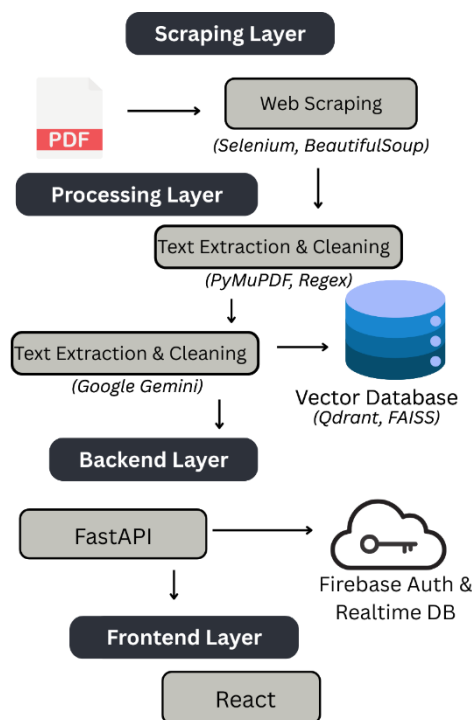 Scraping Layer
PDF
Web Scraping
(Selenium, BeautifulSoup)
Processing Layer
Text Extraction & Cleaning
(PyMuPDF, Regex)
Text Extraction & Cleaning
(Google Gemini)
Vector Database
(Qdrant, FAISS)
Backend Layer
FastAPI
Firebase Auth &
Realtime DB
Frontend Layer
React